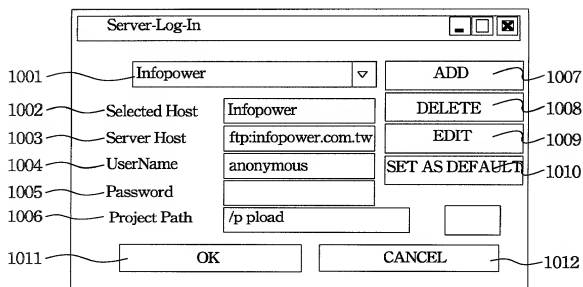 Server-Log-In
1001 Infopower ADD 1007
1002 Selected Host Infopower DELETE 1008
1003 Server Host ftp:infopower.com.tw EDIT 1009
1004 UserName anonymous SET AS DEFAULT 1010
1005 Password
1006 Project Path /p pload
1011 OK CANCEL 1012